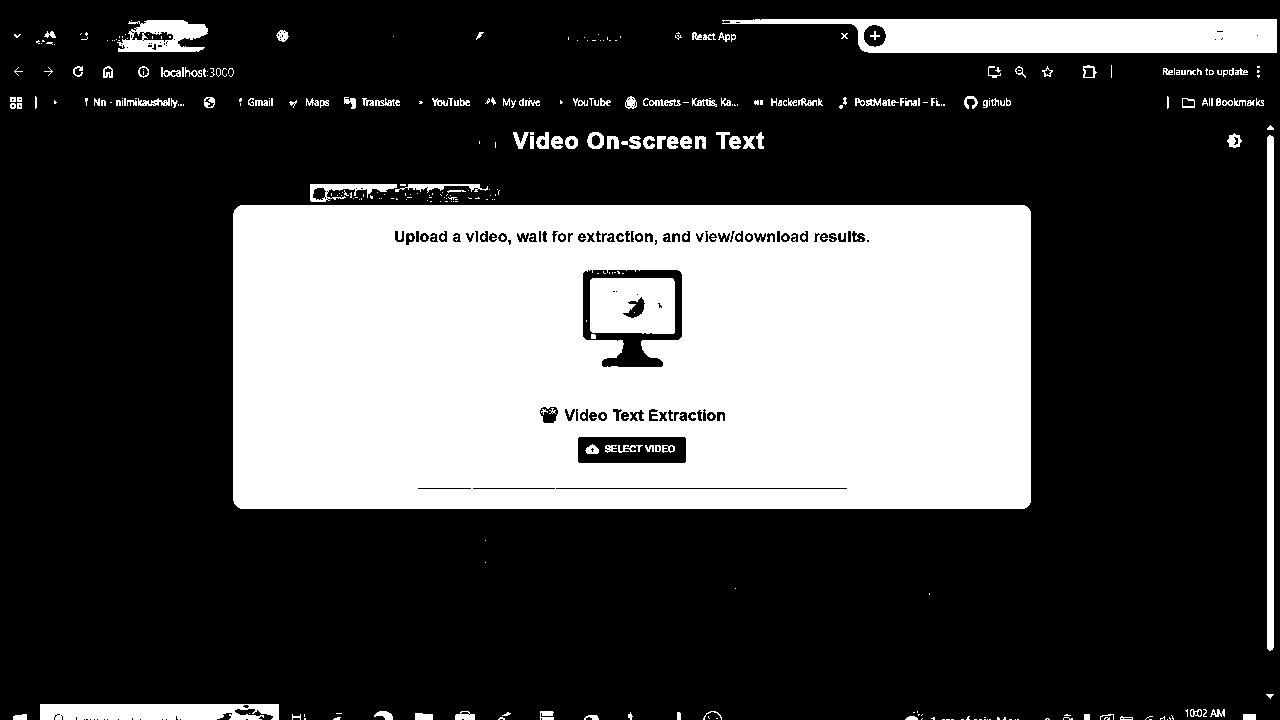 AI Studio
React App
localhost:3000
Relaunch to update
Nn - nilmikaushally... Gmail Maps Translate YouTube My drive YouTube Contests – Kattis, Ka... HackerRank PostMate-Final – Fi... github All Bookmarks
Video On-screen Text
Upload a video, wait for extraction, and view/download results.
Video Text Extraction
SELECT VIDEO
10:02 AM